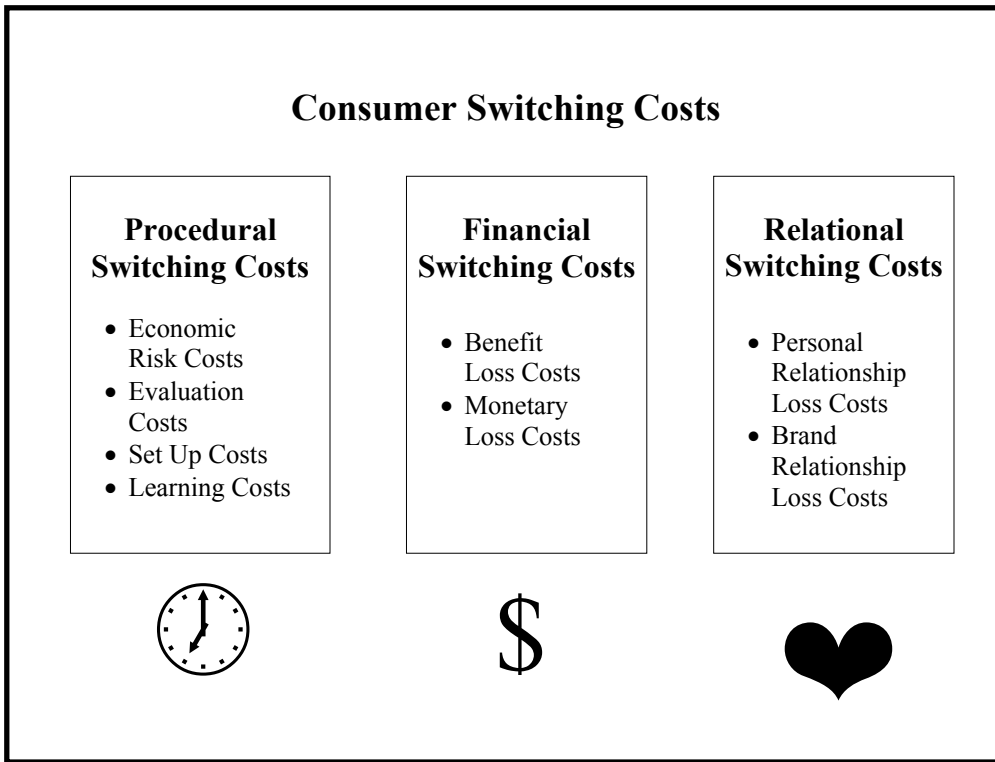 Consumer Switching Costs
Procedural
Switching Costs
• Economic
Risk Costs
• Evaluation
Costs
• Set Up Costs
• Learning Costs
Financial
Switching Costs
• Benefit
Loss Costs
• Monetary
Loss Costs
Relational
Switching Costs
• Personal
Relationship
Loss Costs
• Brand
Relationship
Loss Costs
$